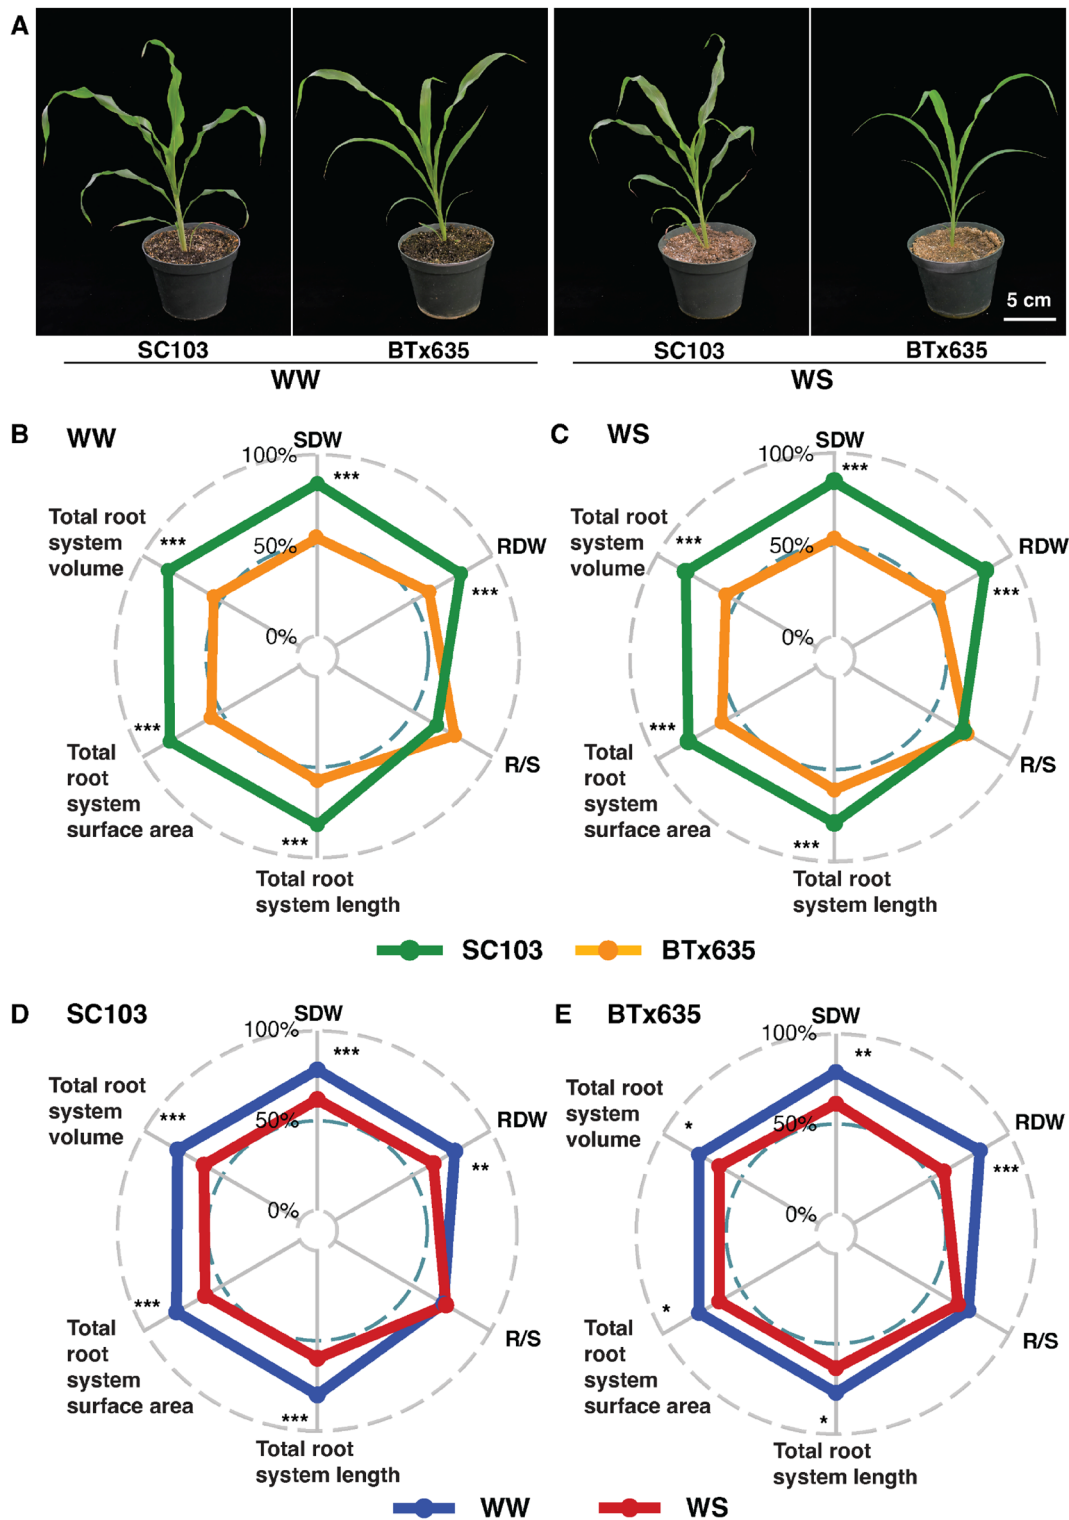 A
5 cm
SC103
BTx635
SC103
BTx635
WW
WS
B
WW
SDW
100%
***
Total root
system
volume
***
50%
RDW
***
0%
***
Total
root
system
surface area
R/S
***
Total root
system length
C
WS
SDW
100%
***
Total root
system
volume
***
50%
RDW
***
0%
***
Total
root
system
surface area
R/S
***
Total root
system length
SC103
BTx635
D
SC103
SDW
100%
***
Total root
system
volume
***
50%
RDW
**
0%
***
Total
root
system
surface area
R/S
***
Total root
system length
E
BTx635
SDW
100%
**
Total root
system
volume
*
50%
RDW
***
0%
*
Total
root
system
surface area
R/S
*
Total root
system length
WW
WS